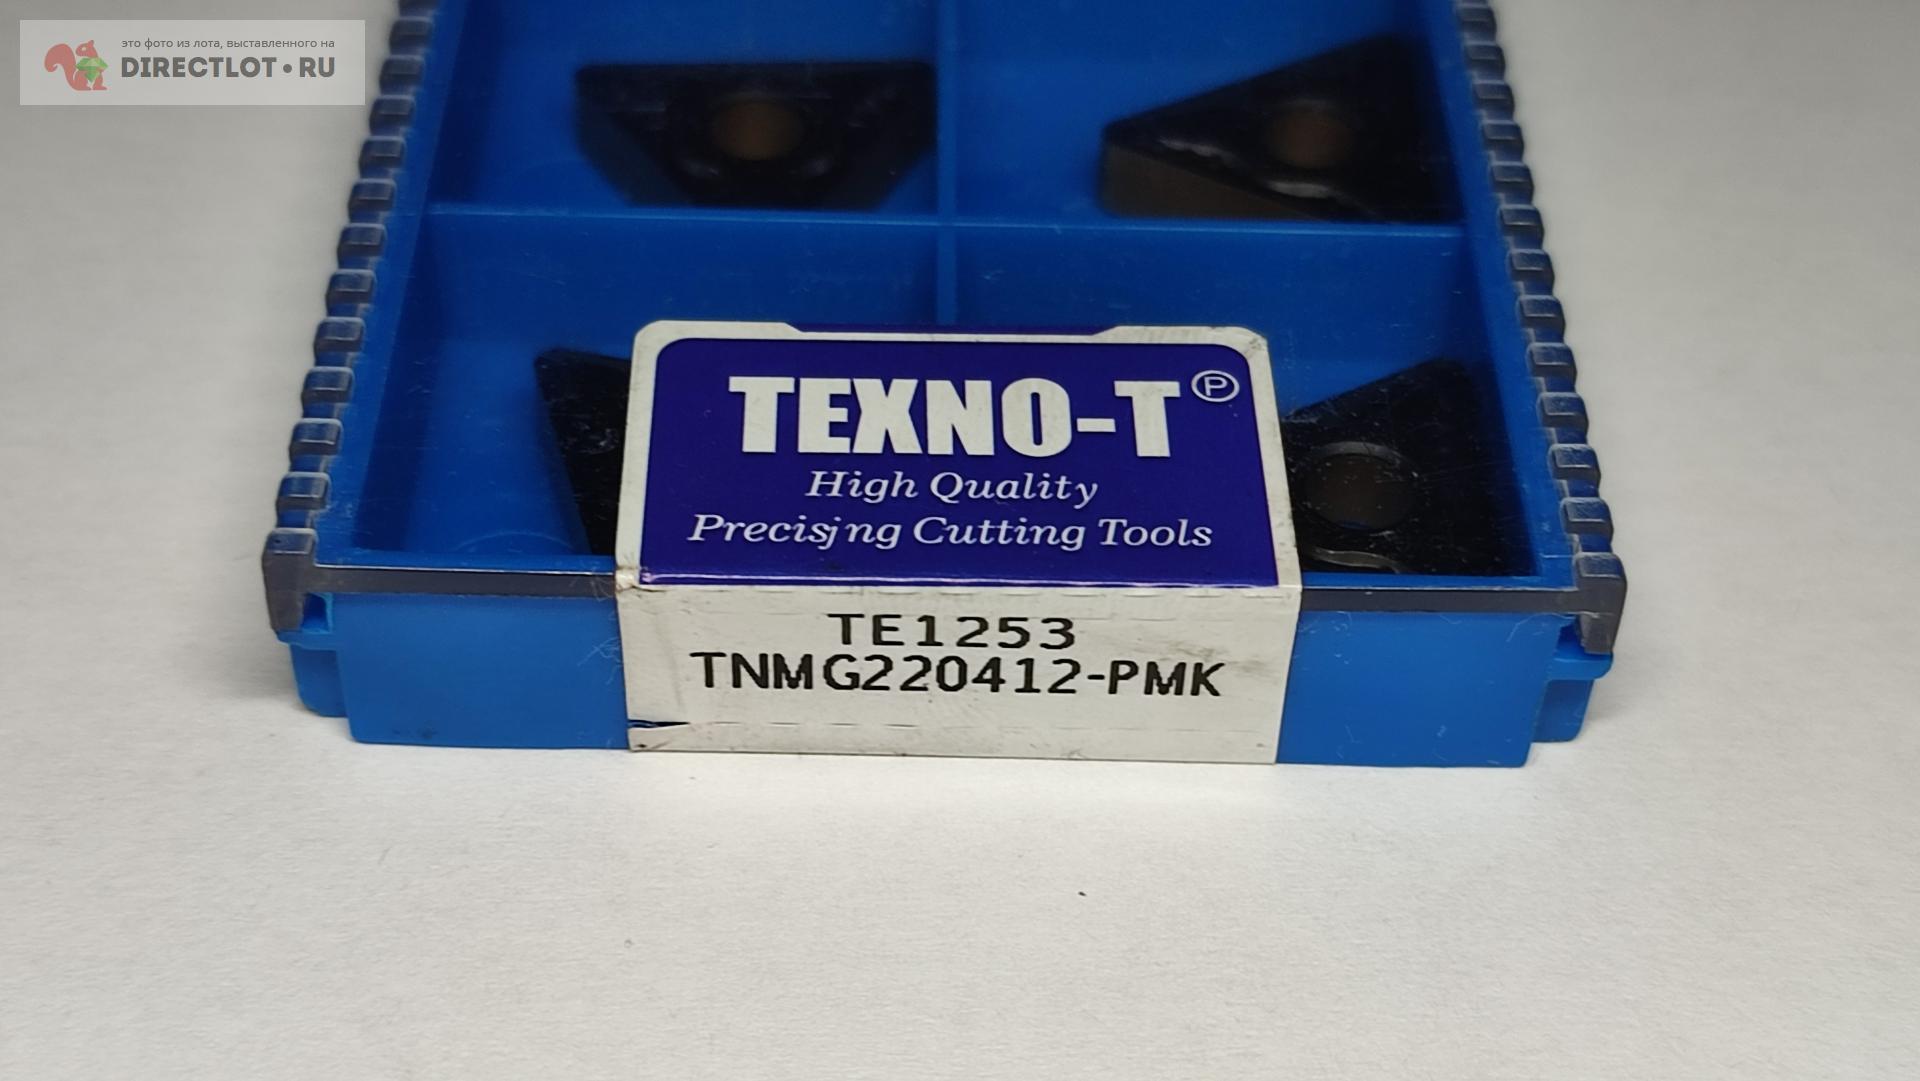 это фото из лота, выставленного на
DIRECTLOT•RU
TEXNO-T Ⓟ
High Quality
Precisjng Cutting Tools
TE1253
TNMG220412-PMK